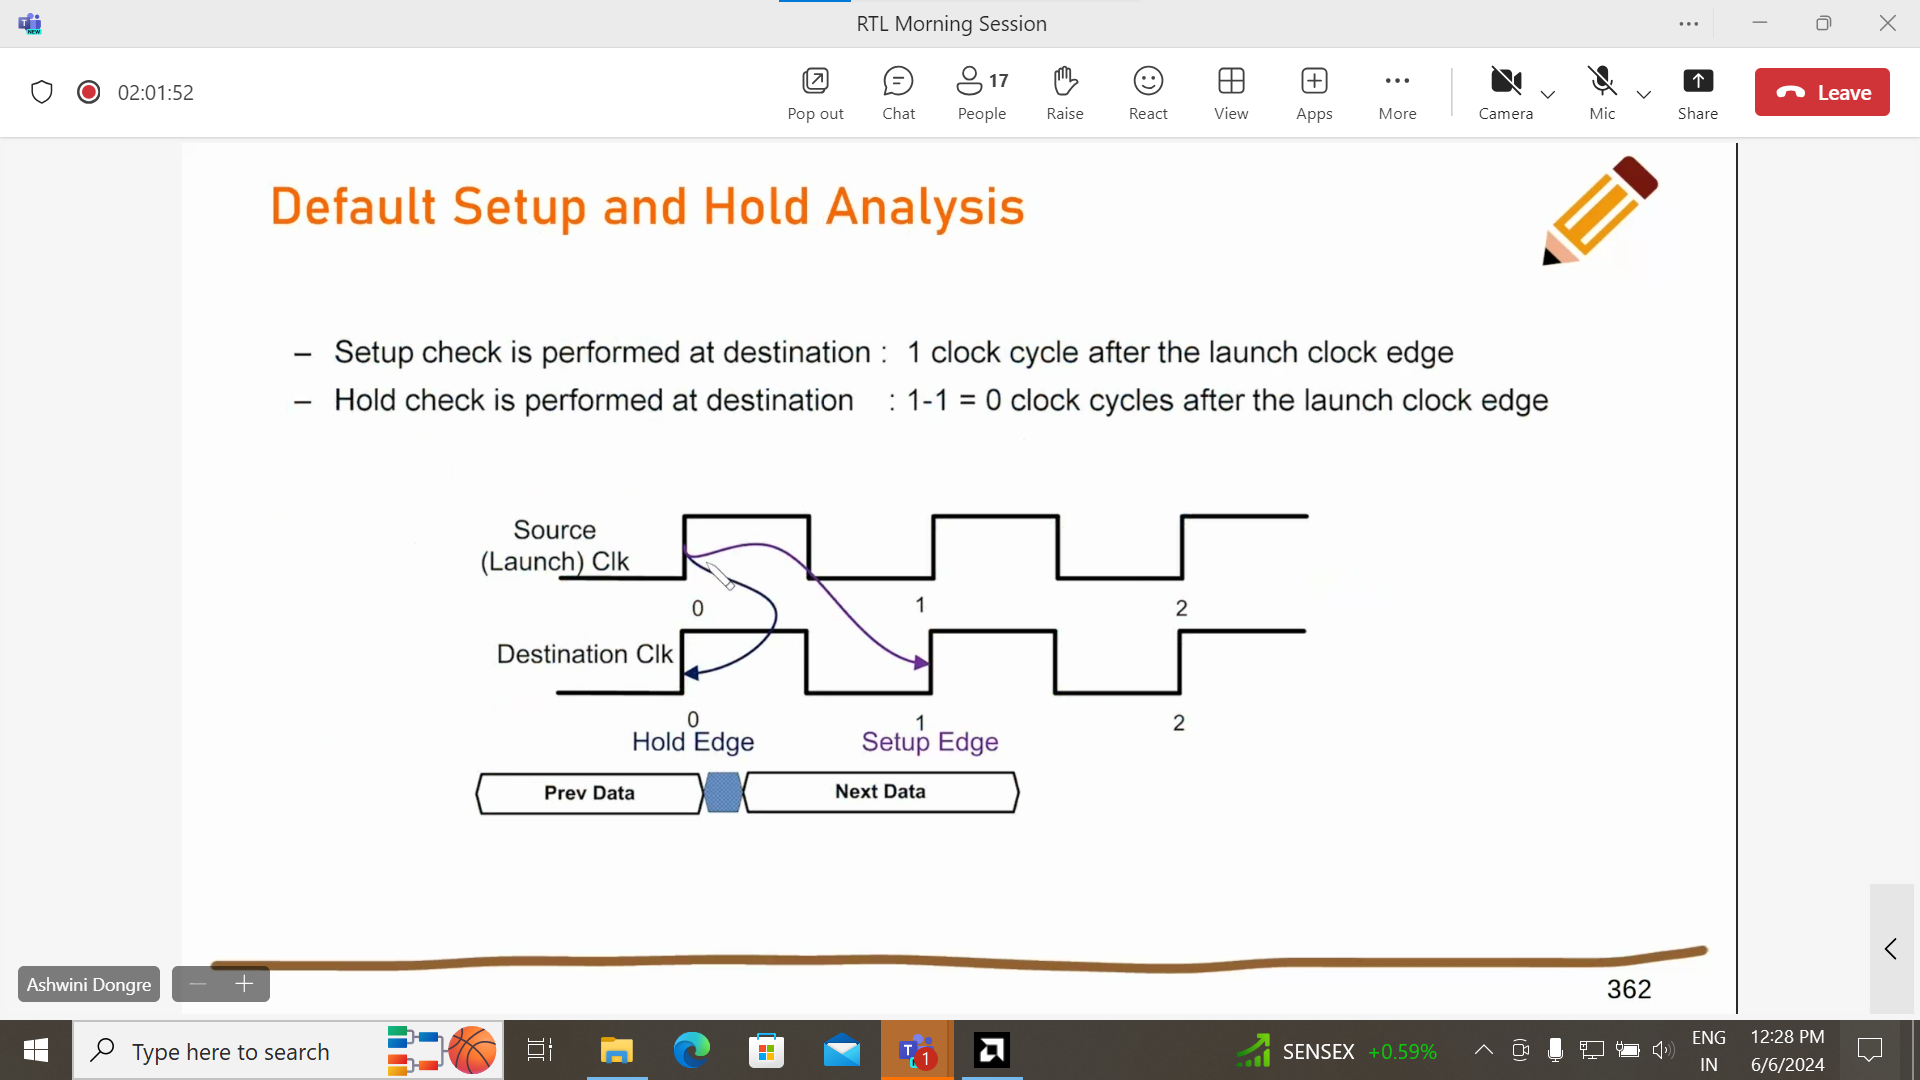 RTL Morning Session
02:01:52
17
Pop out Chat People Raise React View Apps More Camera Mic Share Leave
Default Setup and Hold Analysis
– Setup check is performed at destination : 1 clock cycle after the launch clock edge
– Hold check is performed at destination : 1-1 = 0 clock cycles after the launch clock edge
Source
(Launch) Clk
0 1 2
Destination Clk
0 1 2
Hold Edge Setup Edge
Prev Data Next Data
Ashwini Dongre
362
Type here to search
1
SENSEX +0.59%
ENG
IN
12:28 PM
6/6/2024